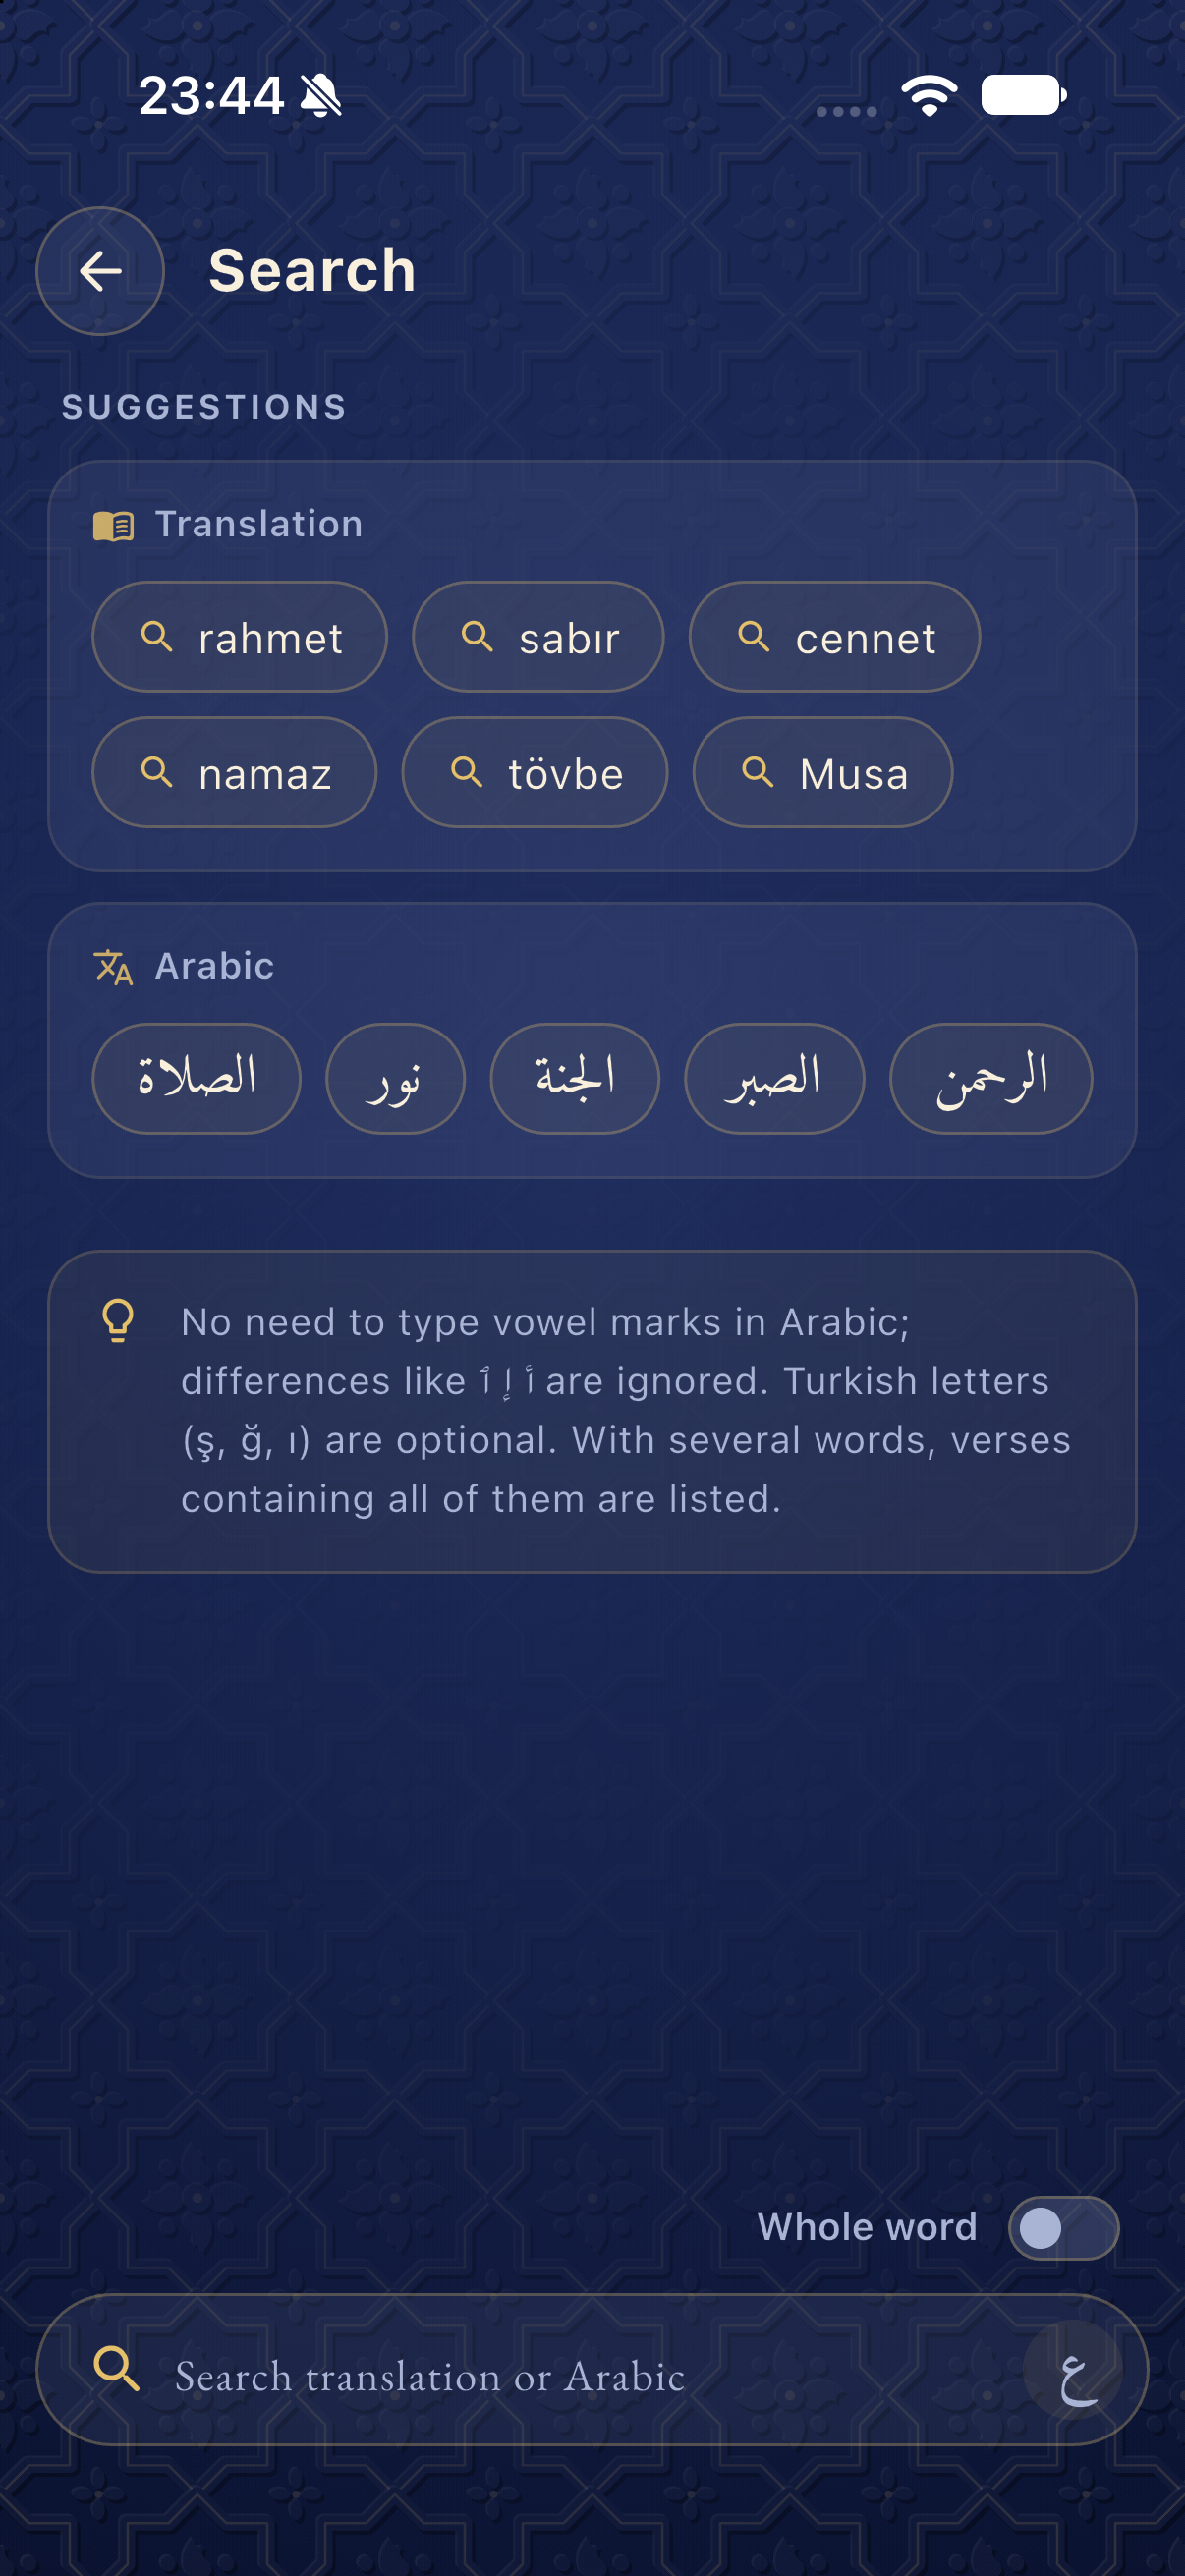 23:44
Search
SUGGESTIONS
Translation
rahmet sabır cennet
namaz tövbe Musa
Arabic
الرحمن الصبر الجنة نور الصلاة
No need to type vowel marks in Arabic;
differences like أ إ ٱ are ignored. Turkish letters
(ş, ğ, ı) are optional. With several words, verses
containing all of them are listed.
Whole word
Search translation or Arabic ع